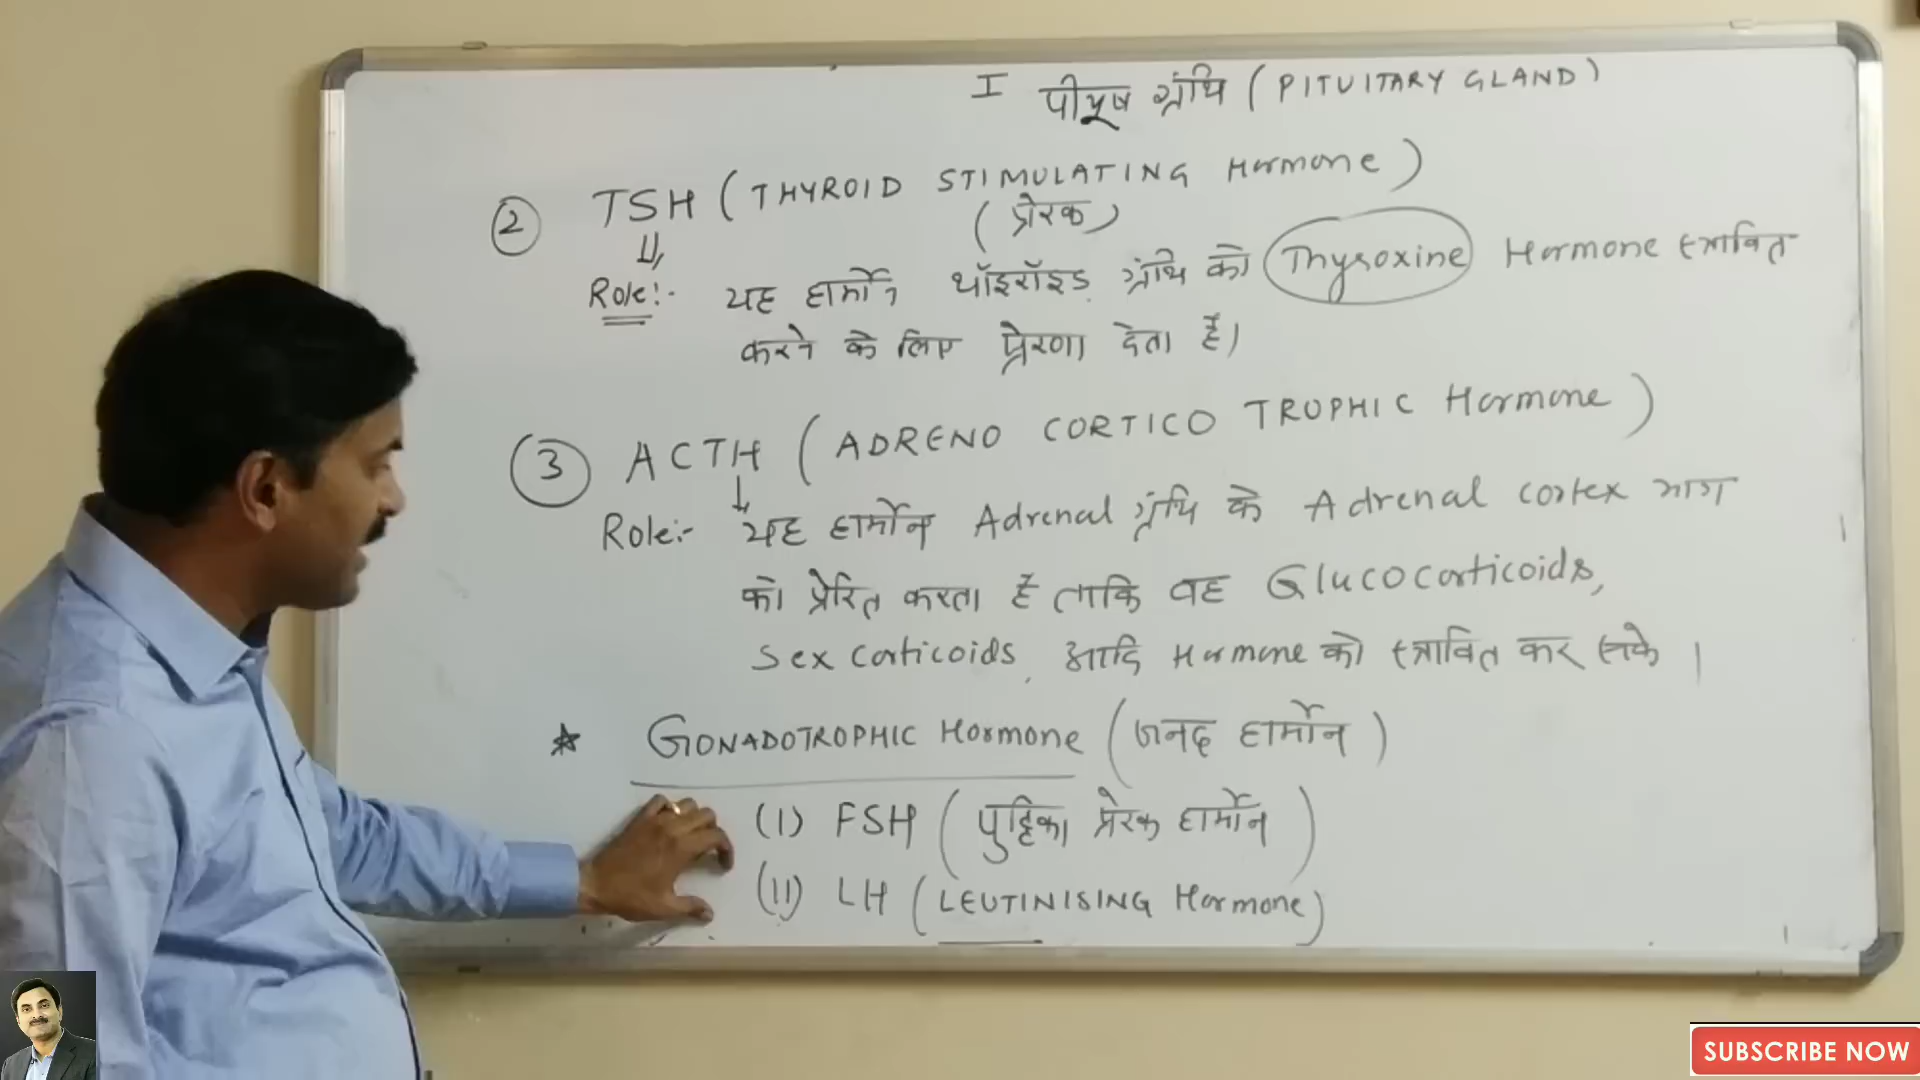 I पीयूष ग्रंथि (PITUITARY GLAND)
2 TSH (THYROID STIMULATING Hormone)
(प्रेरक)
Role:- यह हार्मोन थॉइरॉइड ग्रंथि को Thyroxine Hormone स्त्रावित
करने के लिए प्रेरणा देता है।
3 ACTH (ADRENO CORTICO TROPHIC Hormone)
Role:- यह हार्मोन Adrenal ग्रंथि के Adrenal cortex भाग
को प्रेरित करता है ताकि वह Glucocorticoids,
Sex corticoids, आदि Hormone को स्त्रावित कर सके।
★ GONADOTROPHIC Hormone (जनद हार्मोन)
(I) FSH (पुट्टिका प्रेरक हार्मोन)
(II) LH (LEUTINISING Hormone)
SUBSCRIBE NOW